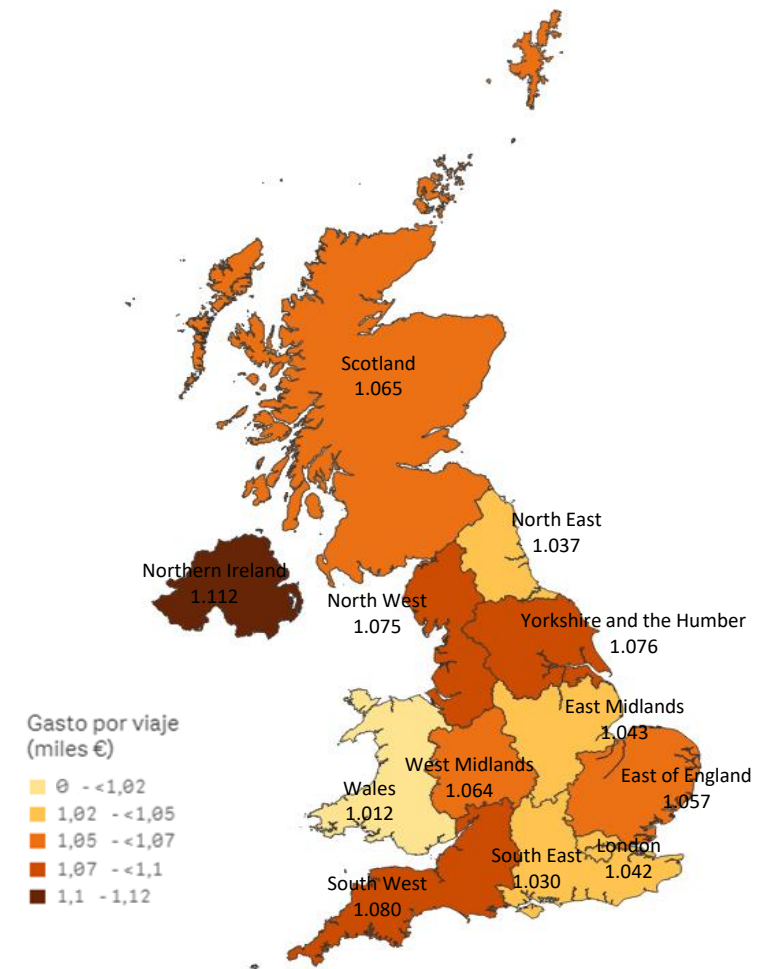 Scotland
1.065
North East
1.037
Northern Ireland
1.112
North West
1.075
Yorkshire and the Humber
1.076
East Midlands
1.043
West Midlands
1.064
East of England
1.057
Wales
1.012
London
1.042
South East
1.030
South West
1.080
Gasto por viaje
(miles €)
0 -<1,02
1,02 -<1,05
1,05 -<1,07
1,07 -<1,1
1,1 -1,12